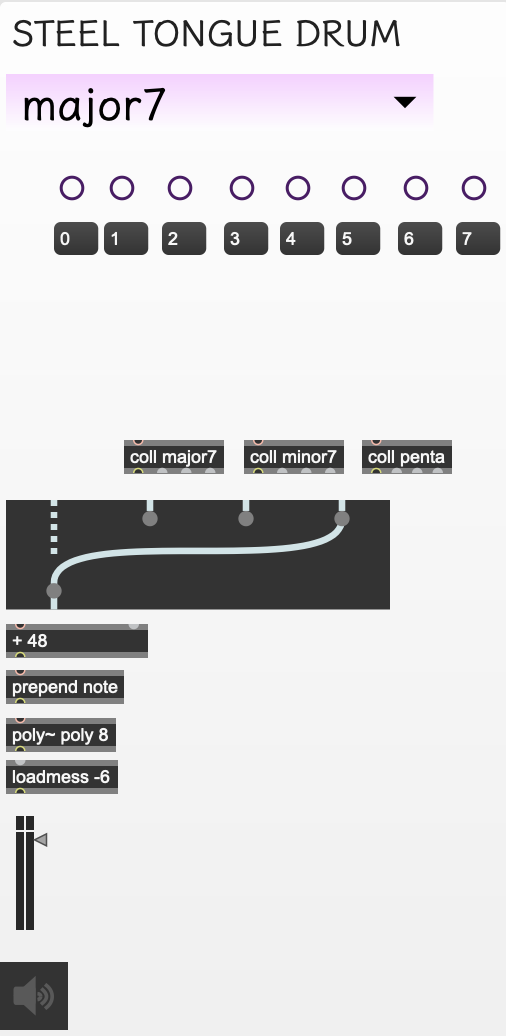 STEEL TONGUE DRUM
major7
0 1 2 3 4 5 6 7
coll major7 coll minor7 coll penta
+ 48
prepend note
poly~ poly 8
loadmess -6